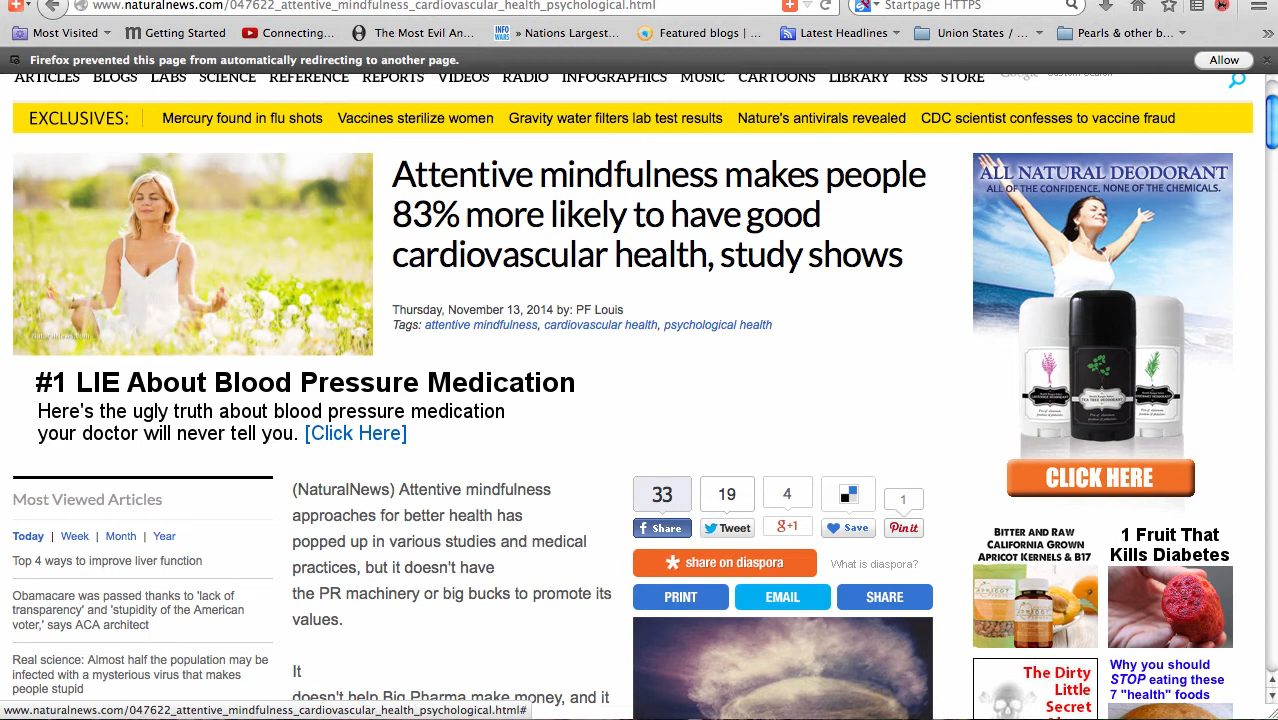 www.naturalnews.com/047622_attentive_mindfulness_cardiovascular_health_psychological.html
Startpage HTTPS
Most Visited
Getting Started
Connecting...
The Most Evil An...
INFO WARS » Nations Largest...
Featured blogs | ...
Latest Headlines
Union States / ...
Pearls & other b...
Firefox prevented this page from automatically redirecting to another page.
Allow
ARTICLES BLOGS LABS SCIENCE REFERENCE REPORTS VIDEOS RADIO INFOGRAPHICS MUSIC CARTOONS LIBRARY RSS STORE
EXCLUSIVES: Mercury found in flu shots Vaccines sterilize women Gravity water filters lab test results Nature's antivirals revealed CDC scientist confesses to vaccine fraud
NaturalNews.com
Attentive mindfulness makes people
83% more likely to have good
cardiovascular health, study shows
Thursday, November 13, 2014 by: PF Louis
Tags: attentive mindfulness, cardiovascular health, psychological health
#1 LIE About Blood Pressure Medication
Here's the ugly truth about blood pressure medication
your doctor will never tell you. [Click Here]
Most Viewed Articles
Today | Week | Month | Year
Top 4 ways to improve liver function
Obamacare was passed thanks to 'lack of
transparency' and 'stupidity of the American
voter,' says ACA architect
Real science: Almost half the population may be
infected with a mysterious virus that makes
people stupid
(NaturalNews) Attentive mindfulness
approaches for better health has
popped up in various studies and medical
practices, but it doesn't have
the PR machinery or big bucks to promote its
values.
It
doesn't help Big Pharma make money, and it
33 19 4 1
Share Tweet g+1 Save Pin it
share on diaspora What is diaspora?
PRINT EMAIL SHARE
ALL NATURAL DEODORANT
ALL OF THE CONFIDENCE. NONE OF THE CHEMICALS.
CLICK HERE
BITTER AND RAW
CALIFORNIA GROWN
APRICOT KERNELS & B17
1 Fruit That
Kills Diabetes
The Dirty
Little
Secret
Why you should
STOP eating these
7 "health" foods
www.naturalnews.com/047622_attentive_mindfulness_cardiovascular_health_psychological.html#